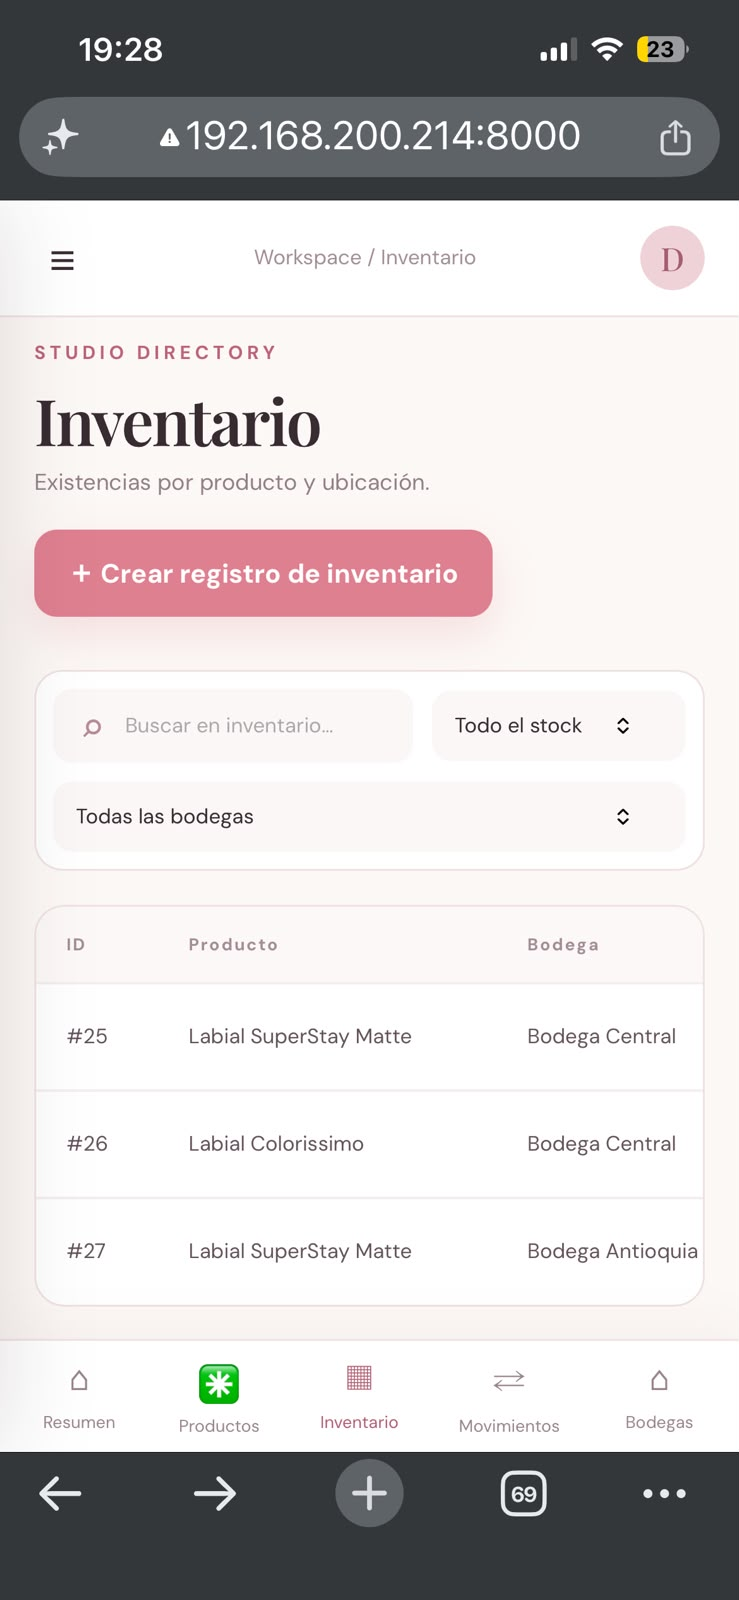 19:28
23
192.168.200.214:8000
Workspace / Inventario
D
STUDIO DIRECTORY
Inventario
Existencias por producto y ubicación.
+ Crear registro de inventario
Buscar en inventario...
Todo el stock
Todas las bodegas
ID Producto Bodega
#25 Labial SuperStay Matte Bodega Central
#26 Labial Colorissimo Bodega Central
#27 Labial SuperStay Matte Bodega Antioquia
Resumen Productos Inventario Movimientos Bodegas
69